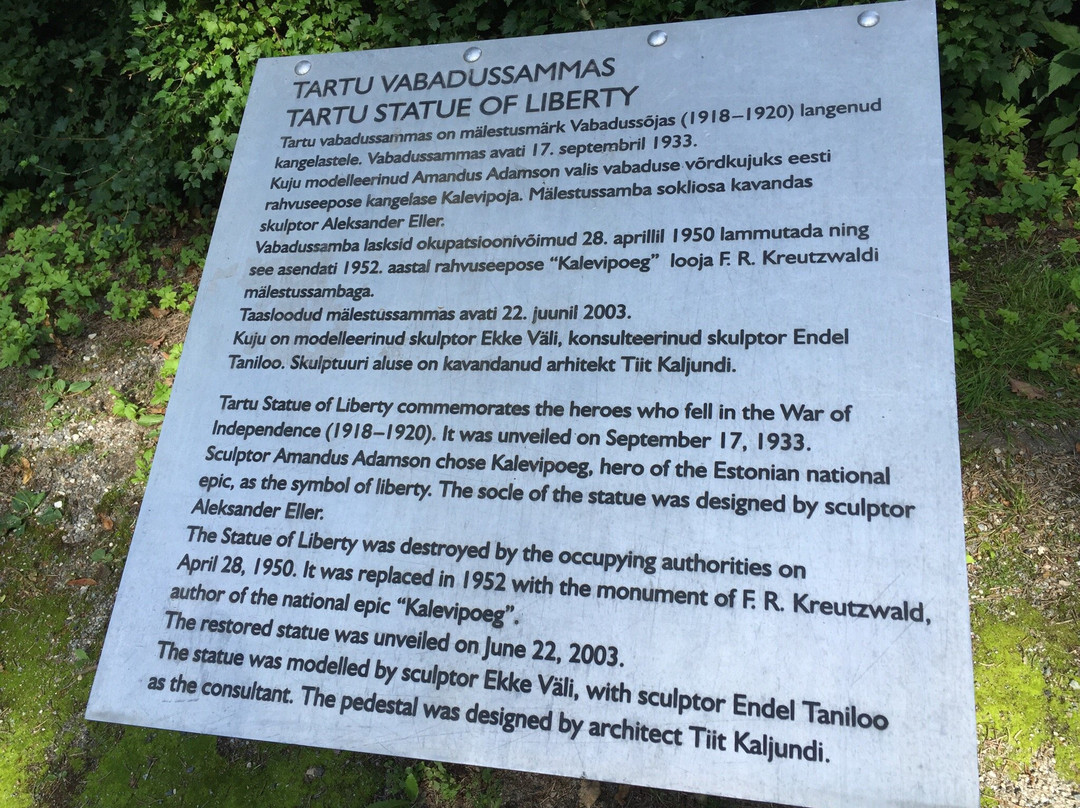 TARTU VABADUSSAMMAS
TARTU STATUE OF LIBERTY
Tartu vabadussammas on mälestusmärk Vabadussõjas (1918–1920) langenud
kangelastele. Vabadussammas avati 17. septembril 1933.
Kuju modelleerinud Amandus Adamson valis vabaduse võrdkujuks eesti
rahvuseepose kangelase Kalevipoja. Mälestussamba sokliosa kavandas
skulptor Aleksander Eller.
Vabadussamba lasksid okupatsioonivõimud 28. aprillil 1950 lammutada ning
see asendati 1952. aastal rahvuseepose “Kalevipoeg” looja F. R. Kreutzwaldi
mälestussambaga.
Taasloodud mälestussammas avati 22. juunil 2003.
Kuju on modelleerinud skulptor Ekke Väli, konsulteerinud skulptor Endel
Taniloo. Skulptuuri aluse on kavandanud arhitekt Tiit Kaljundi.
Tartu Statue of Liberty commemorates the heroes who fell in the War of
Independence (1918–1920). It was unveiled on September 17, 1933.
Sculptor Amandus Adamson chose Kalevipoeg, hero of the Estonian national
epic, as the symbol of liberty. The socle of the statue was designed by sculptor
Aleksander Eller.
The Statue of Liberty was destroyed by the occupying authorities on
April 28, 1950. It was replaced in 1952 with the monument of F. R. Kreutzwald,
author of the national epic “Kalevipoeg”.
The restored statue was unveiled on June 22, 2003.
The statue was modelled by sculptor Ekke Väli, with sculptor Endel Taniloo
as the consultant. The pedestal was designed by architect Tiit Kaljundi.